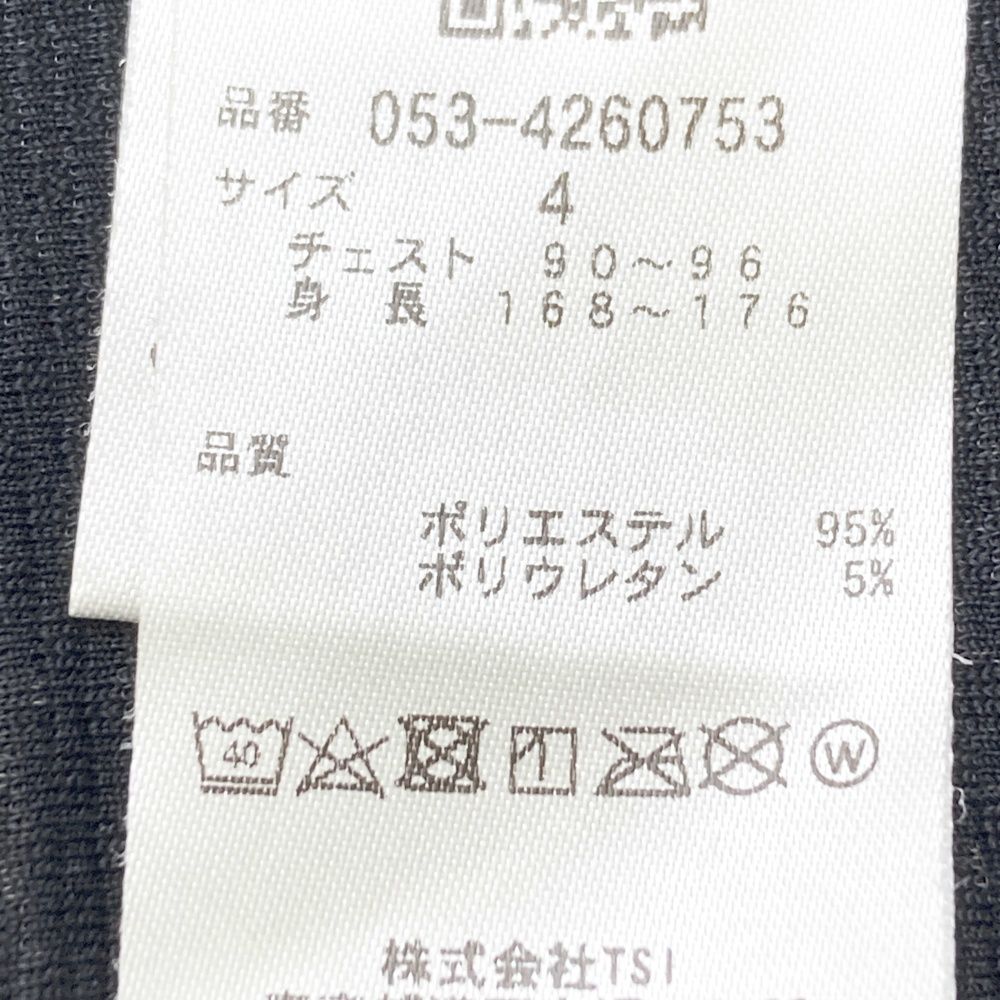 品番 053-4260753
サイズ 4
チェスト 90～96
身長 168～176
品質
ポリエステル 95%
ポリウレタン 5%
40
W
株式会社TSI